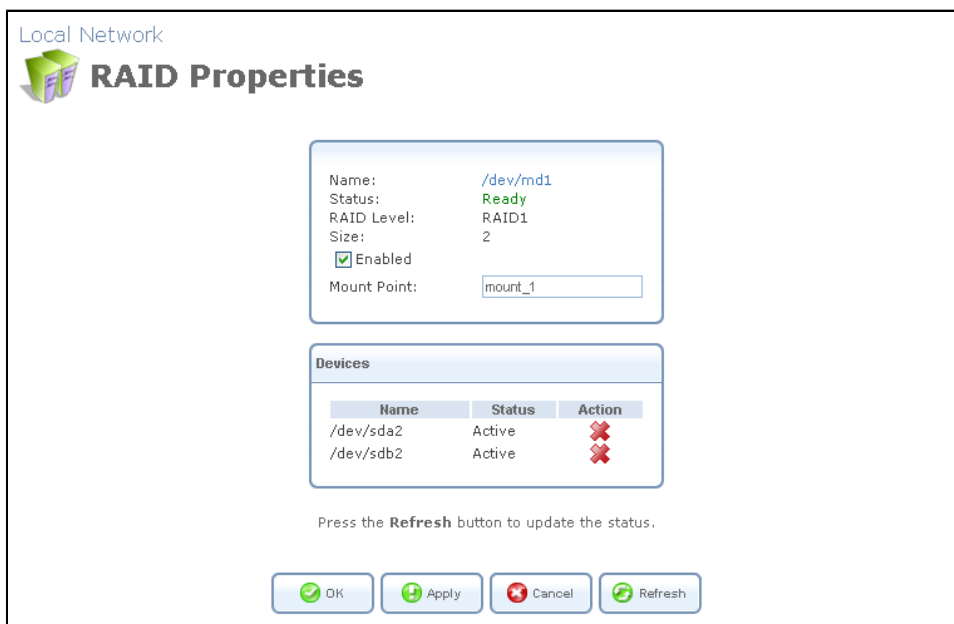 Local Network
RAID Properties
Name: /dev/md1
Status: Ready
RAID Level: RAID1
Size: 2
Enabled
Mount Point: mount_1
Devices
Name Status Action
/dev/sda2 Active
/dev/sdb2 Active
Press the Refresh button to update the status.
OK Apply Cancel Refresh